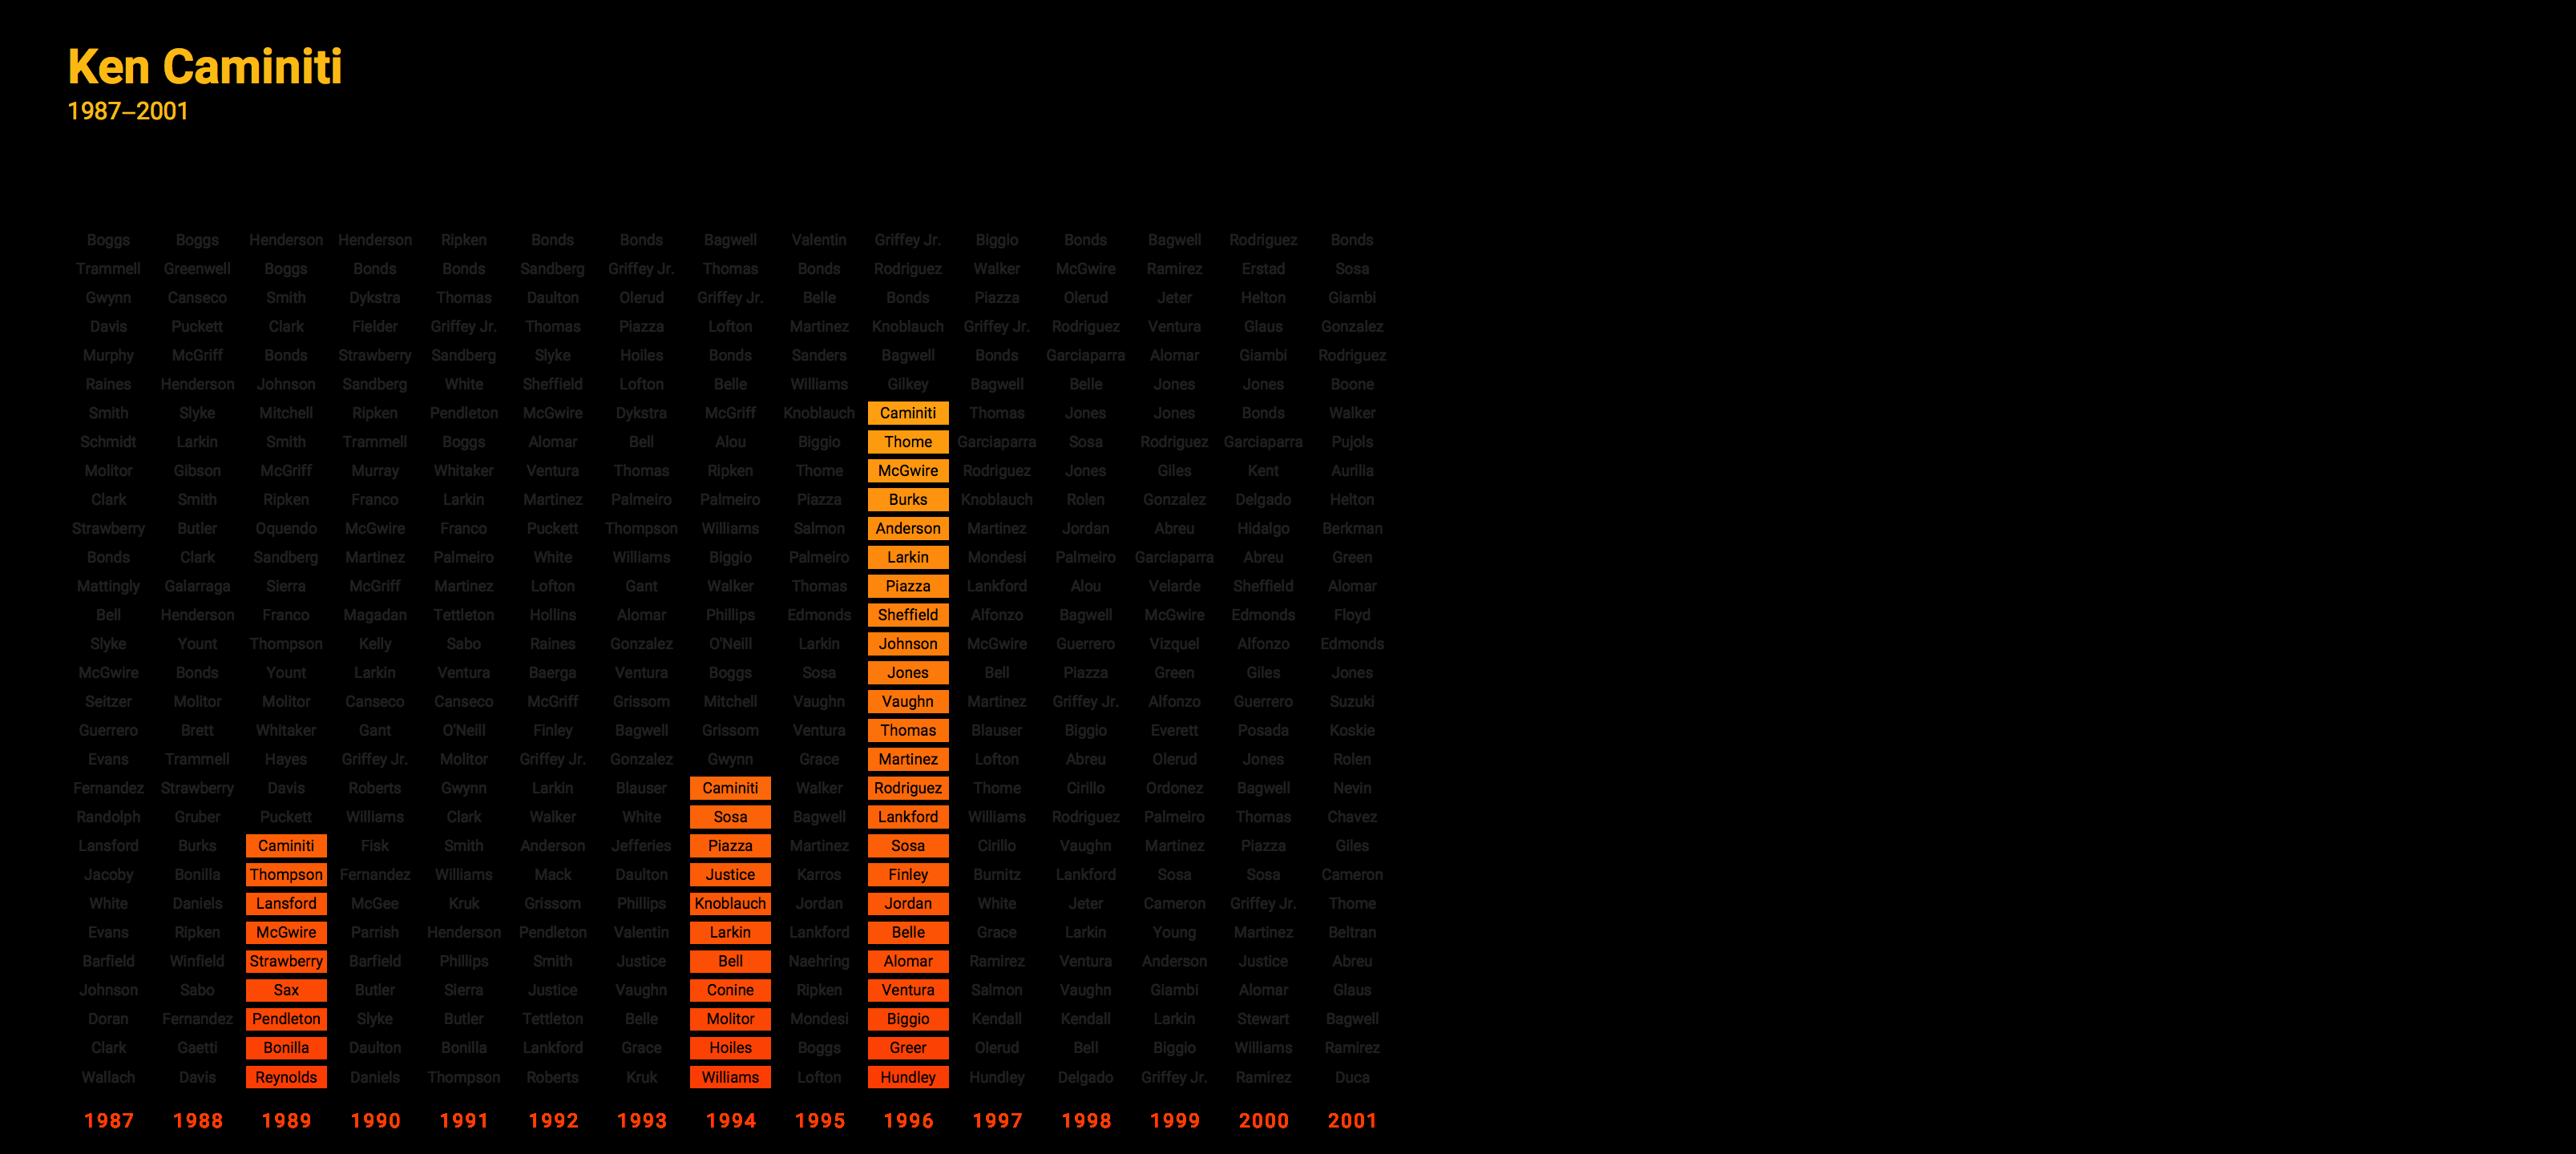 Ken Caminiti
1987–2001
Boggs Boggs Henderson Henderson Ripken Bonds Bonds Bagwell Valentin Griffey Jr. Biggio Bonds Bagwell Rodriguez Bonds
Trammell Greenwell Boggs Bonds Bonds Sandberg Griffey Jr. Thomas Bonds Rodriguez Walker McGwire Ramirez Erstad Sosa
Gwynn Canseco Smith Dykstra Thomas Daulton Olerud Griffey Jr. Belle Bonds Piazza Olerud Jeter Helton Giambi
Davis Puckett Clark Fielder Griffey Jr. Thomas Piazza Lofton Martinez Knoblauch Griffey Jr. Rodriguez Ventura Glaus Gonzalez
Murphy McGriff Bonds Strawberry Sandberg Slyke Hoiles Bonds Sanders Bagwell Bonds Garciaparra Alomar Giambi Rodriguez
Raines Henderson Johnson Sandberg White Sheffield Lofton Belle Williams Gilkey Bagwell Belle Jones Jones Boone
Smith Slyke Mitchell Ripken Pendleton McGwire Dykstra McGriff Knoblauch Caminiti Thomas Jones Jones Bonds Walker
Schmidt Larkin Smith Trammell Boggs Alomar Bell Alou Biggio Thome Garciaparra Sosa Rodriguez Garciaparra Pujols
Molitor Gibson McGriff Murray Whitaker Ventura Thomas Ripken Thome McGwire Rodriguez Jones Giles Kent Aurilia
Clark Smith Ripken Franco Larkin Martinez Palmeiro Palmeiro Piazza Burks Knoblauch Rolen Gonzalez Delgado Helton
Strawberry Butler Oquendo McGwire Franco Puckett Thompson Williams Salmon Anderson Martinez Jordan Abreu Hidalgo Berkman
Bonds Clark Sandberg Martinez Palmeiro White Williams Biggio Palmeiro Larkin Mondesi Palmeiro Garciaparra Abreu Green
Mattingly Galarraga Sierra McGriff Martinez Lofton Gant Walker Thomas Piazza Lankford Alou Velarde Sheffield Alomar
Bell Henderson Franco Magadan Tettleton Hollins Alomar Phillips Edmonds Sheffield Alfonzo Bagwell McGwire Edmonds Floyd
Slyke Yount Thompson Kelly Sabo Raines Gonzalez O'Neill Larkin Johnson McGwire Guerrero Vizquel Alfonzo Edmonds
McGwire Bonds Yount Larkin Ventura Baerga Ventura Boggs Sosa Jones Bell Piazza Green Giles Jones
Seitzer Molitor Molitor Canseco Canseco McGriff Grissom Mitchell Vaughn Vaughn Martinez Griffey Jr. Alfonzo Guerrero Suzuki
Guerrero Brett Whitaker Gant O'Neill Finley Bagwell Grissom Ventura Thomas Blauser Biggio Everett Posada Koskie
Evans Trammell Hayes Griffey Jr. Molitor Griffey Jr. Gonzalez Gwynn Grace Martinez Lofton Abreu Olerud Jones Rolen
Fernandez Strawberry Davis Roberts Gwynn Larkin Blauser Caminiti Walker Rodriguez Thome Cirillo Ordonez Bagwell Nevin
Randolph Gruber Puckett Williams Clark Walker White Sosa Bagwell Lankford Williams Rodriguez Palmeiro Thomas Chavez
Lansford Burks Caminiti Fisk Smith Anderson Jefferies Piazza Martinez Sosa Cirillo Vaughn Martinez Piazza Giles
Jacoby Bonilla Thompson Fernandez Williams Mack Daulton Justice Karros Finley Burnitz Lankford Sosa Sosa Cameron
White Daniels Lansford McGee Kruk Grissom Phillips Knoblauch Jordan Jordan White Jeter Cameron Griffey Jr. Thome
Evans Ripken McGwire Parrish Henderson Pendleton Valentin Larkin Lankford Belle Grace Larkin Young Martinez Beltran
Barfield Winfield Strawberry Barfield Phillips Smith Justice Bell Naehring Alomar Ramirez Ventura Anderson Justice Abreu
Johnson Sabo Sax Butler Sierra Justice Vaughn Conine Ripken Ventura Salmon Vaughn Giambi Alomar Glaus
Doran Fernandez Pendleton Slyke Butler Tettleton Belle Molitor Mondesi Biggio Kendall Kendall Larkin Stewart Bagwell
Clark Gaetti Bonilla Daulton Bonilla Lankford Grace Hoiles Boggs Greer Olerud Bell Biggio Williams Ramirez
Wallach Davis Reynolds Daniels Thompson Roberts Kruk Williams Lofton Hundley Hundley Delgado Griffey Jr. Ramirez Duca
1987 1988 1989 1990 1991 1992 1993 1994 1995 1996 1997 1998 1999 2000 2001